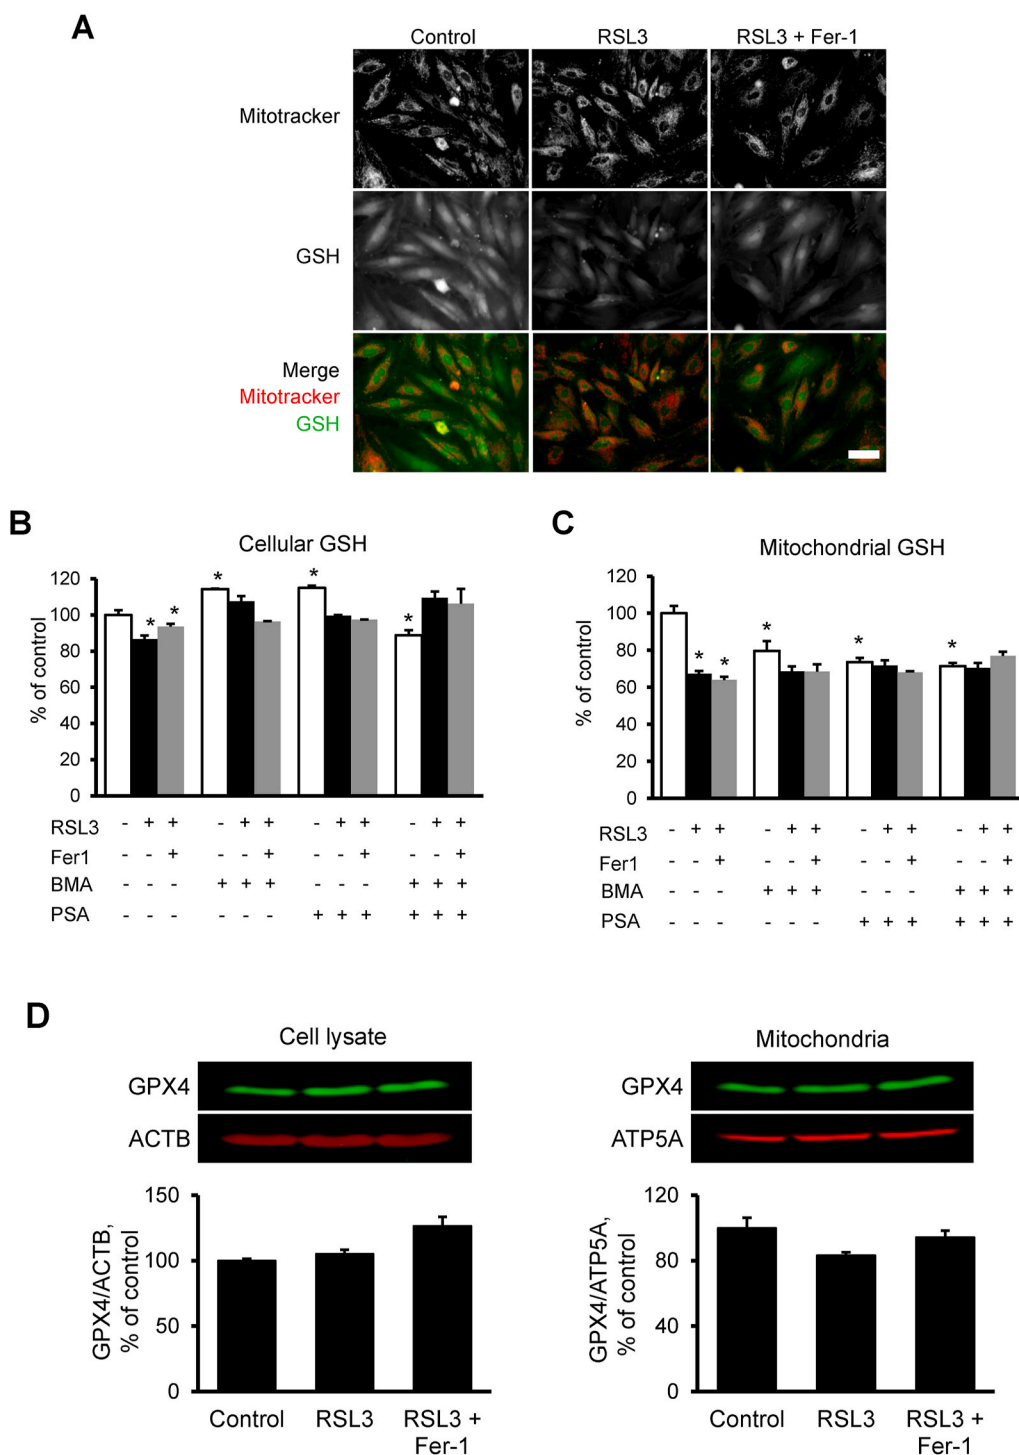 A
Control RSL3 RSL3 + Fer-1
Mitotracker
GSH
Merge
Mitotracker
GSH
B
Cellular GSH
% of control
120
100
80
60
40
20
0
* * * * *
RSL3 - + + - + + - + + - + +
Fer1 - - + - - + - - + - - +
BMA - - - + + + - - - + + +
PSA - - - - - - + + + + + +
C
Mitochondrial GSH
% of control
120
100
80
60
40
20
0
* * * * *
RSL3 - + + - + + - + + - + +
Fer1 - - + - - + - - + - - +
BMA - - - + + + - - - + + +
PSA - - - - - - + + + + + +
D
Cell lysate
GPX4
ACTB
GPX4/ACTB,
% of control
150
100
50
0
Control RSL3 RSL3 +
Fer-1
Mitochondria
GPX4
ATP5A
GPX4/ATP5A,
% of control
120
80
40
0
Control RSL3 RSL3 +
Fer-1